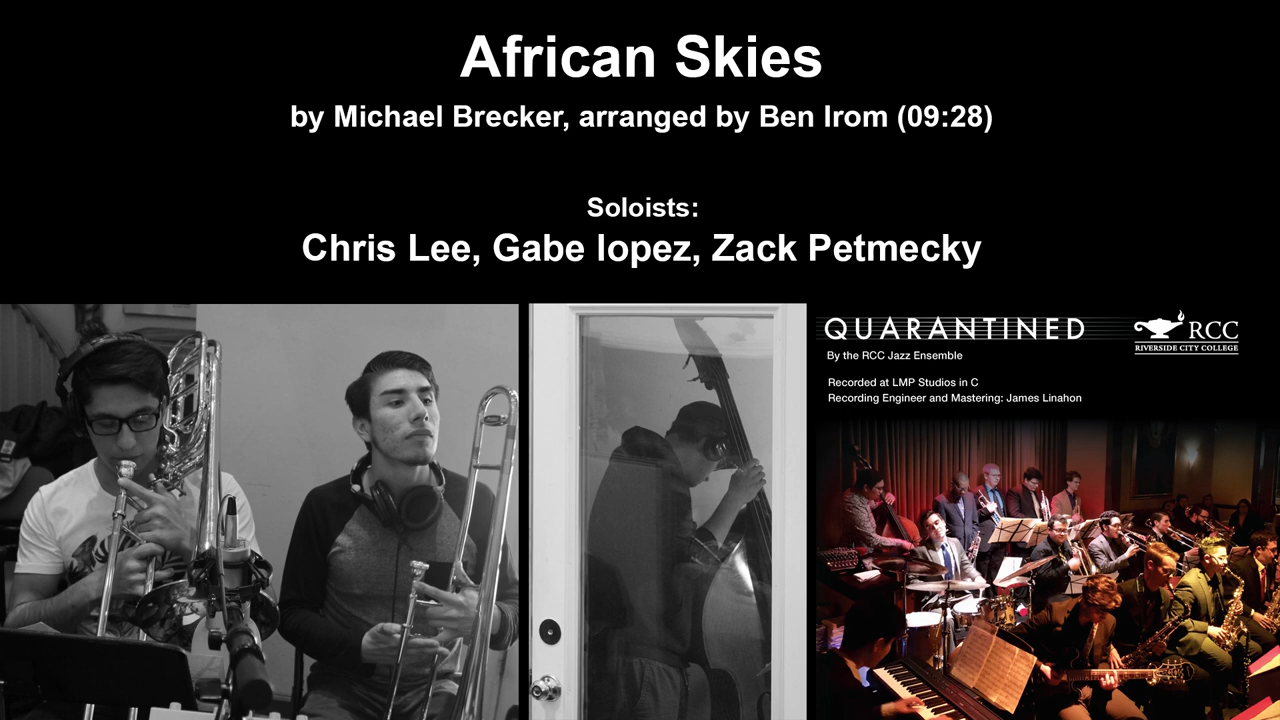 African Skies
by Michael Brecker, arranged by Ben Irom (09:28)
Soloists:
Chris Lee, Gabe lopez, Zack Petmecky
QUARANTINED
RCC
RIVERSIDE CITY COLLEGE
By the RCC Jazz Ensemble
Recorded at LMP Studios in C
Recording Engineer and Mastering: James Linahon